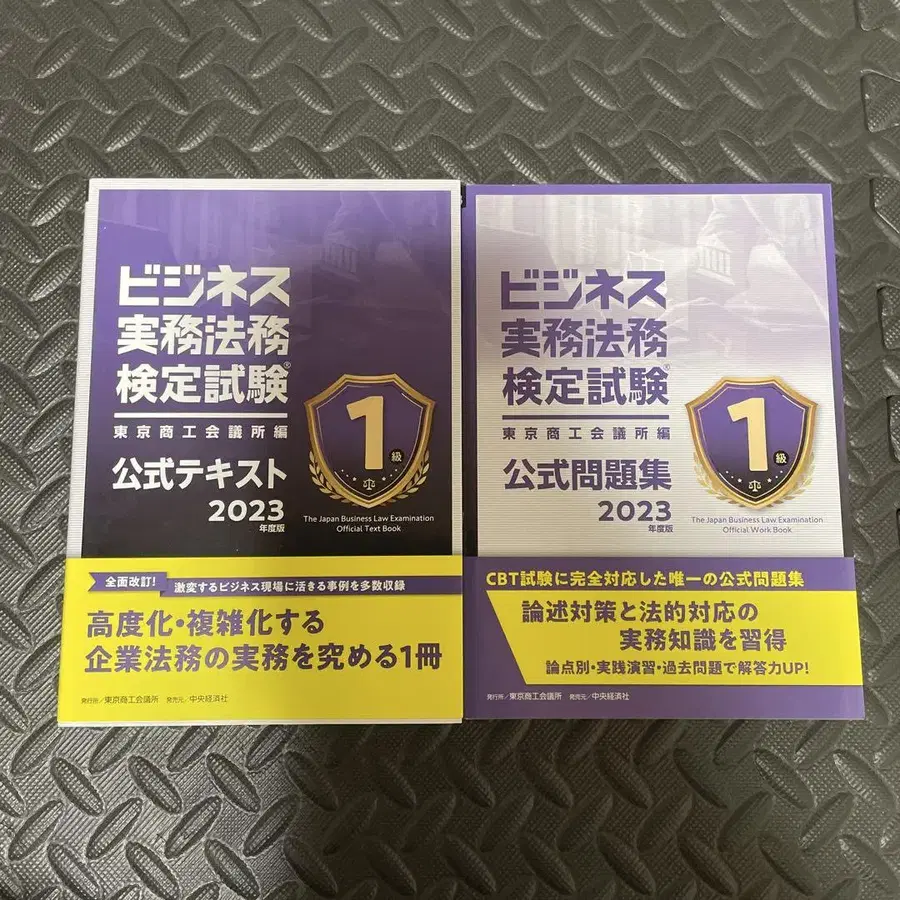 ビジネス
実務法務
検定試験®
東京商工会議所編
公式テキスト
2023
年度版
1
級
The Japan Business Law Examination
Official Text Book
全面改訂!
激変するビジネス現場に活きる事例を多数収録
高度化・複雑化する
企業法務の実務を究める1冊
発行所/東京商工会議所 発売元/中央経済社
ビジネス
実務法務
検定試験®
東京商工会議所編
公式問題集
2023
年度版
1
級
The Japan Business Law Examination
Official Work Book
CBT試験に完全対応した唯一の公式問題集
論述対策と法的対応の
実務知識を習得
論点別・実践演習・過去問題で解答力UP!
発行所/東京商工会議所 発売元/中央経済社